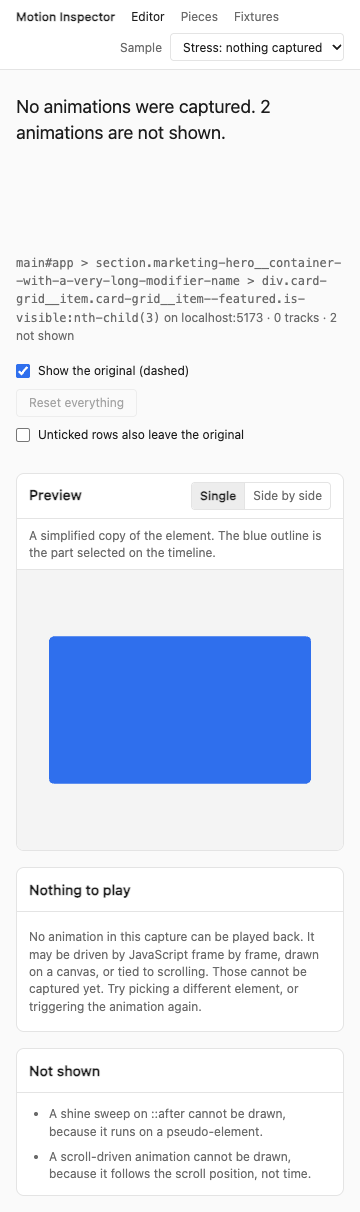 Motion Inspector Editor Pieces Fixtures
Sample Stress: nothing captured
No animations were captured. 2
animations are not shown.
main#app > section.marketing-hero__container-
-with-a-very-long-modifier-name > div.card-
grid__item.card-grid__item--featured.is-
visible:nth-child(3) on localhost:5173 · 0 tracks · 2
not shown
Show the original (dashed)
Reset everything
Unticked rows also leave the original
Preview Single Side by side
A simplified copy of the element. The blue outline is
the part selected on the timeline.
Nothing to play
No animation in this capture can be played back. It
may be driven by JavaScript frame by frame, drawn
on a canvas, or tied to scrolling. Those cannot be
captured yet. Try picking a different element, or
triggering the animation again.
Not shown
• A shine sweep on ::after cannot be drawn,
because it runs on a pseudo-element.
• A scroll-driven animation cannot be drawn,
because it follows the scroll position, not time.